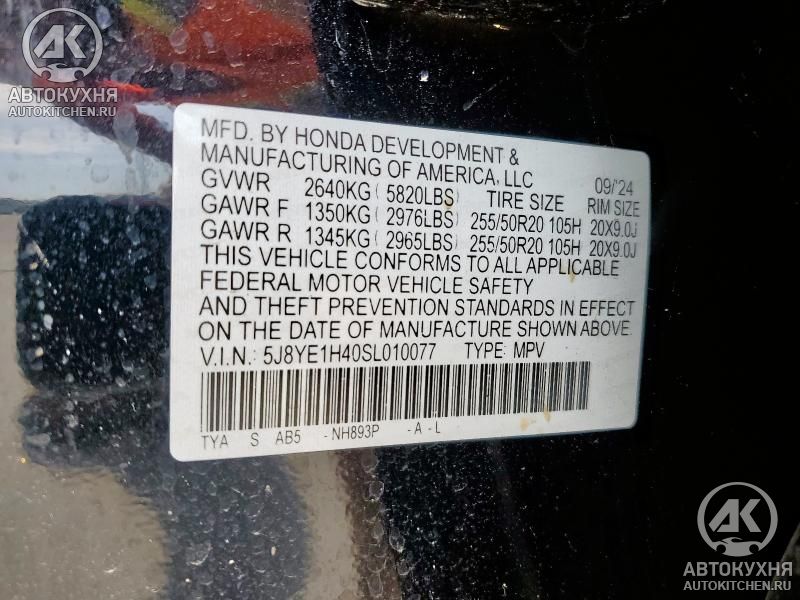 AK
АВТОКУХНЯ
AUTOKITCHEN.RU
MFD. BY HONDA DEVELOPMENT &
MANUFACTURING OF AMERICA, LLC 09/'24
GVWR 2640KG ( 5820LBS) TIRE SIZE RIM SIZE
GAWR F 1350KG ( 2976LBS) 255/50R20 105H 20X9.0J
GAWR R 1345KG ( 2965LBS) 255/50R20 105H 20X9.0J
THIS VEHICLE CONFORMS TO ALL APPLICABLE
FEDERAL MOTOR VEHICLE SAFETY
AND THEFT PREVENTION STANDARDS IN EFFECT
ON THE DATE OF MANUFACTURE SHOWN ABOVE.
V.I.N.: 5J8YE1H40SL010077 TYPE: MPV
TYA S AB5 -NH893P -A-L
AK
АВТОКУХНЯ
AUTOKITCHEN.RU